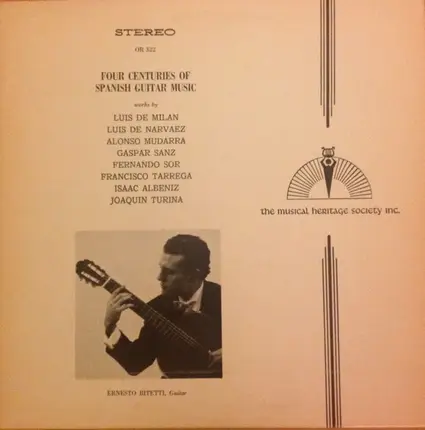 STEREO
OR 322
FOUR CENTURIES OF
SPANISH GUITAR MUSIC
works by
LUIS DE MILAN
LUIS DE NARVAEZ
ALONSO MUDARRA
GASPAR SANZ
FERNANDO SOR
FRANCISCO TARREGA
ISAAC ALBENIZ
JOAQUIN TURINA
the musical heritage society inc.
ERNESTO BITETTI, Guitar